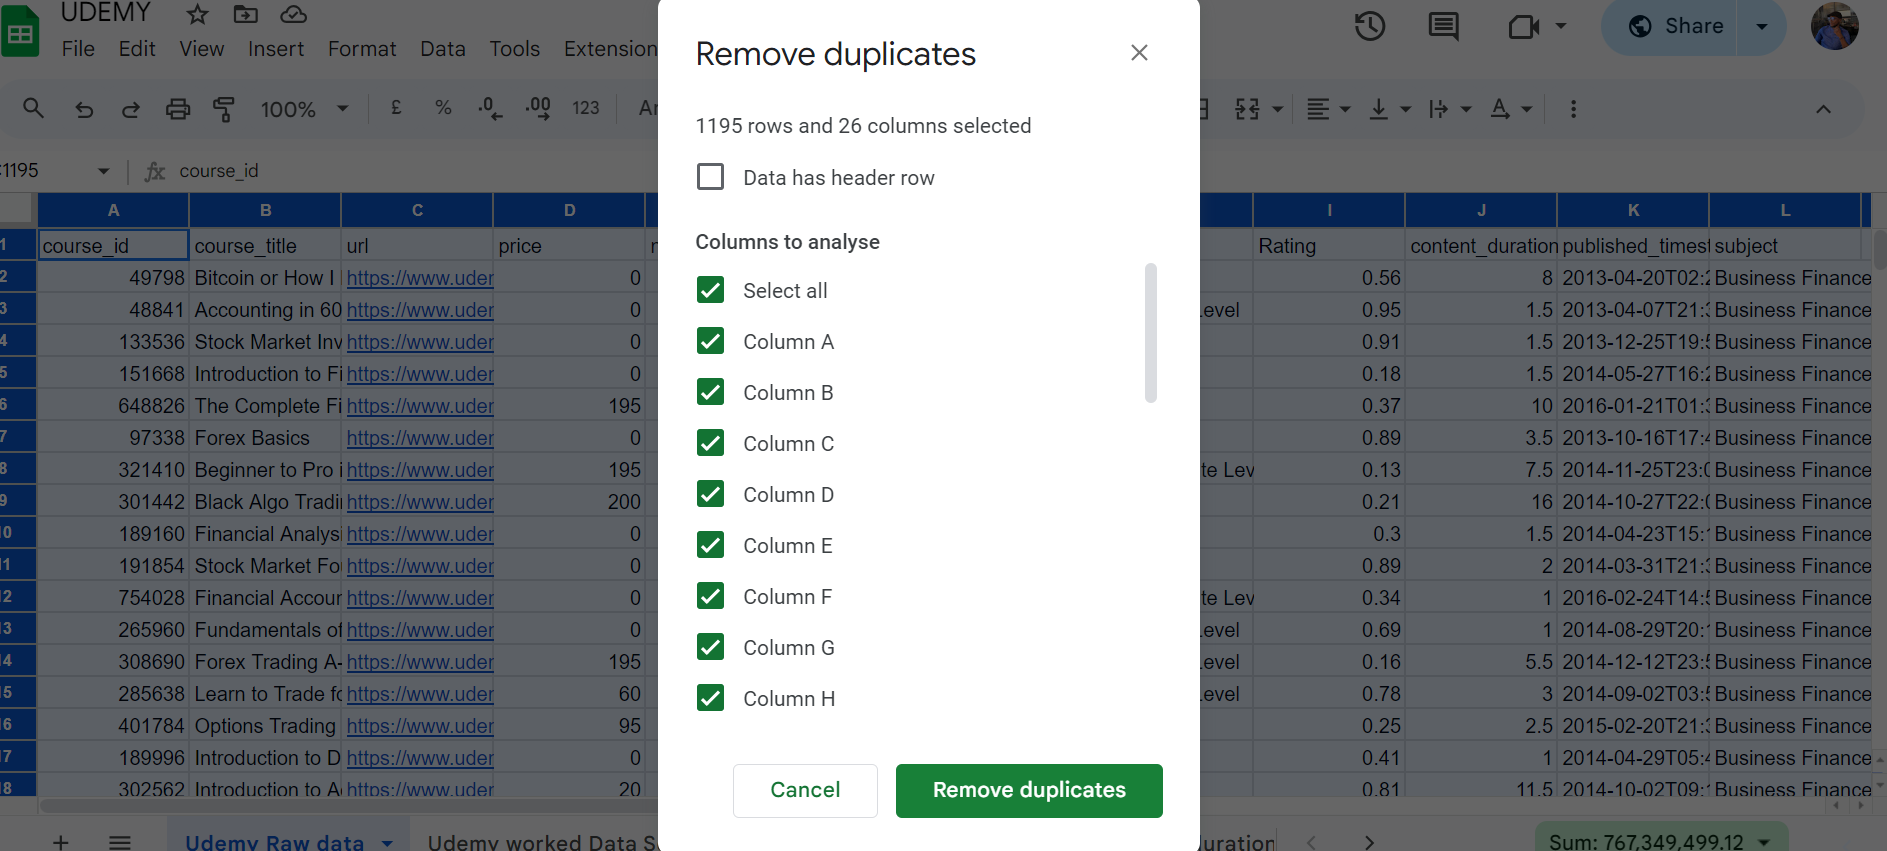 UDEMY
File Edit View Insert Format Data Tools Extension
Share
100% £ % .0 .00 123 Ar
:1195 fx course_id
A B C D I J K L
1 course_id course_title url price Rating content_duration published_times subject
2 49798 Bitcoin or How I https://www.uder 0 0.56 8 2013-04-20T02:2 Business Finance
3 48841 Accounting in 60 https://www.uder 0 evel 0.95 1.5 2013-04-07T21:3 Business Finance
4 133536 Stock Market Inv https://www.uder 0 0.91 1.5 2013-12-25T19:5 Business Finance
5 151668 Introduction to Fi https://www.uder 0 0.18 1.5 2014-05-27T16:2 Business Finance
6 648826 The Complete Fi https://www.uder 195 0.37 10 2016-01-21T01:3 Business Finance
7 97338 Forex Basics https://www.uder 0 0.89 3.5 2013-10-16T17:4 Business Finance
8 321410 Beginner to Pro i https://www.uder 195 te Lev 0.13 7.5 2014-11-25T23:0 Business Finance
9 301442 Black Algo Tradi https://www.uder 200 0.21 16 2014-10-27T22:0 Business Finance
10 189160 Financial Analysi https://www.uder 0 0.3 1.5 2014-04-23T15:1 Business Finance
11 191854 Stock Market Fo https://www.uder 0 0.89 2 2014-03-31T21:3 Business Finance
12 754028 Financial Accour https://www.uder 0 te Lev 0.34 1 2016-02-24T14:5 Business Finance
13 265960 Fundamentals of https://www.uder 0 evel 0.69 1 2014-08-29T20:1 Business Finance
14 308690 Forex Trading A- https://www.uder 195 evel 0.16 5.5 2014-12-12T23:5 Business Finance
15 285638 Learn to Trade fo https://www.uder 60 evel 0.78 3 2014-09-02T03:5 Business Finance
16 401784 Options Trading https://www.uder 95 0.25 2.5 2015-02-20T21:3 Business Finance
17 189996 Introduction to D https://www.uder 0 0.41 1 2014-04-29T05:4 Business Finance
18 302562 Introduction to A https://www.uder 20 0.81 11.5 2014-10-02T09:1 Business Finance
+ Udemy Raw data Udemy worked Data S uration Sum: 767,349,499.12
Remove duplicates
1195 rows and 26 columns selected
Data has header row
Columns to analyse
Select all
Column A
Column B
Column C
Column D
Column E
Column F
Column G
Column H
Cancel Remove duplicates